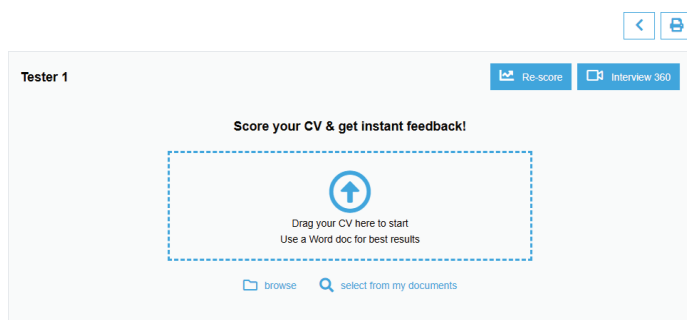 Tester 1
Re-score
Interview 360
Score your CV & get instant feedback!
Drag your CV here to start
Use a Word doc for best results
browse
select from my documents